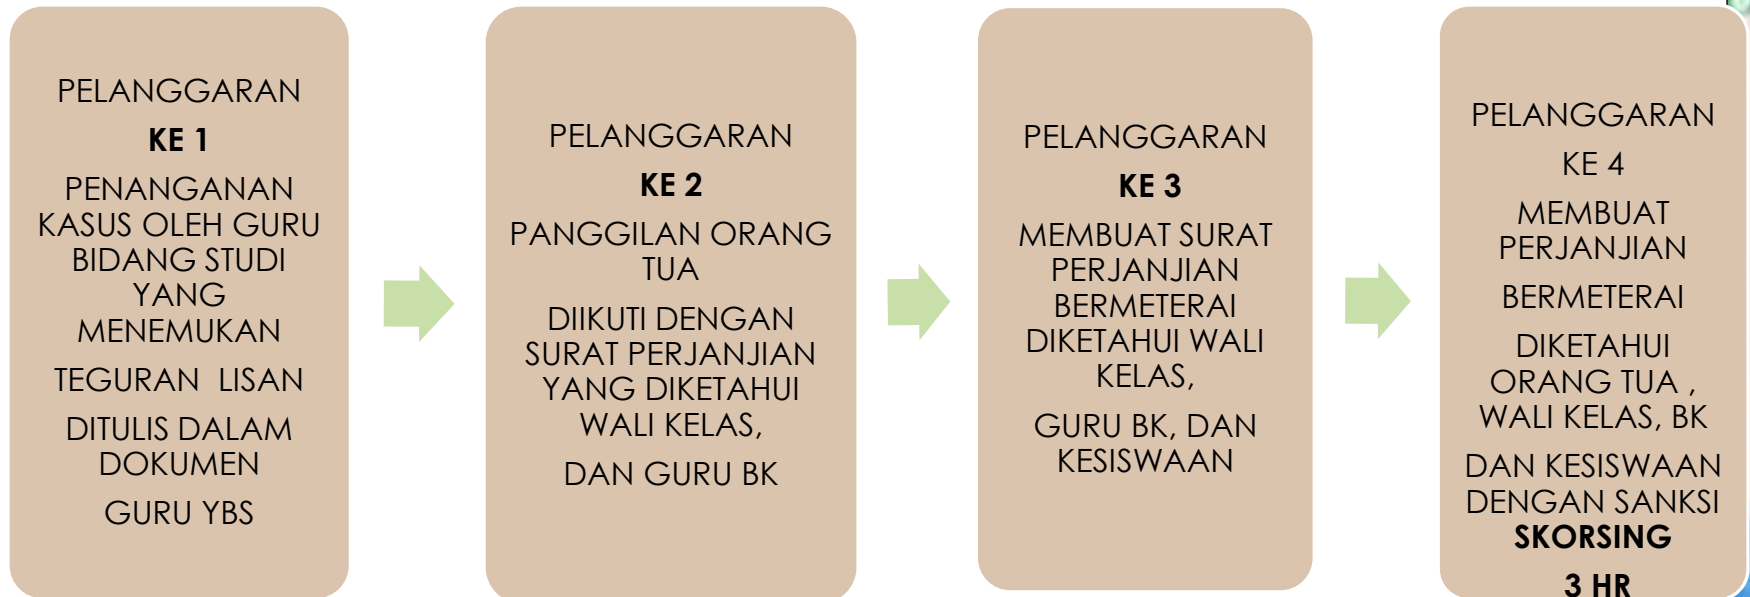 PELANGGARAN
KE 1
PENANGANAN
KASUS OLEH GURU
BIDANG STUDI
YANG
MENEMUKAN
TEGURAN LISAN
DITULIS DALAM
DOKUMEN
GURU YBS
PELANGGARAN
KE 2
PANGGILAN ORANG
TUA
DIIKUTI DENGAN
SURAT PERJANJIAN
YANG DIKETAHUI
WALI KELAS,
DAN GURU BK
PELANGGARAN
KE 3
MEMBUAT SURAT
PERJANJIAN
BERMETERAI
DIKETAHUI WALI
KELAS,
GURU BK, DAN
KESISWAAN
PELANGGARAN
KE 4
MEMBUAT
PERJANJIAN
BERMETERAI
DIKETAHUI
ORANG TUA ,
WALI KELAS, BK
DAN KESISWAAN
DENGAN SANKSI
SKORSING
3 HR